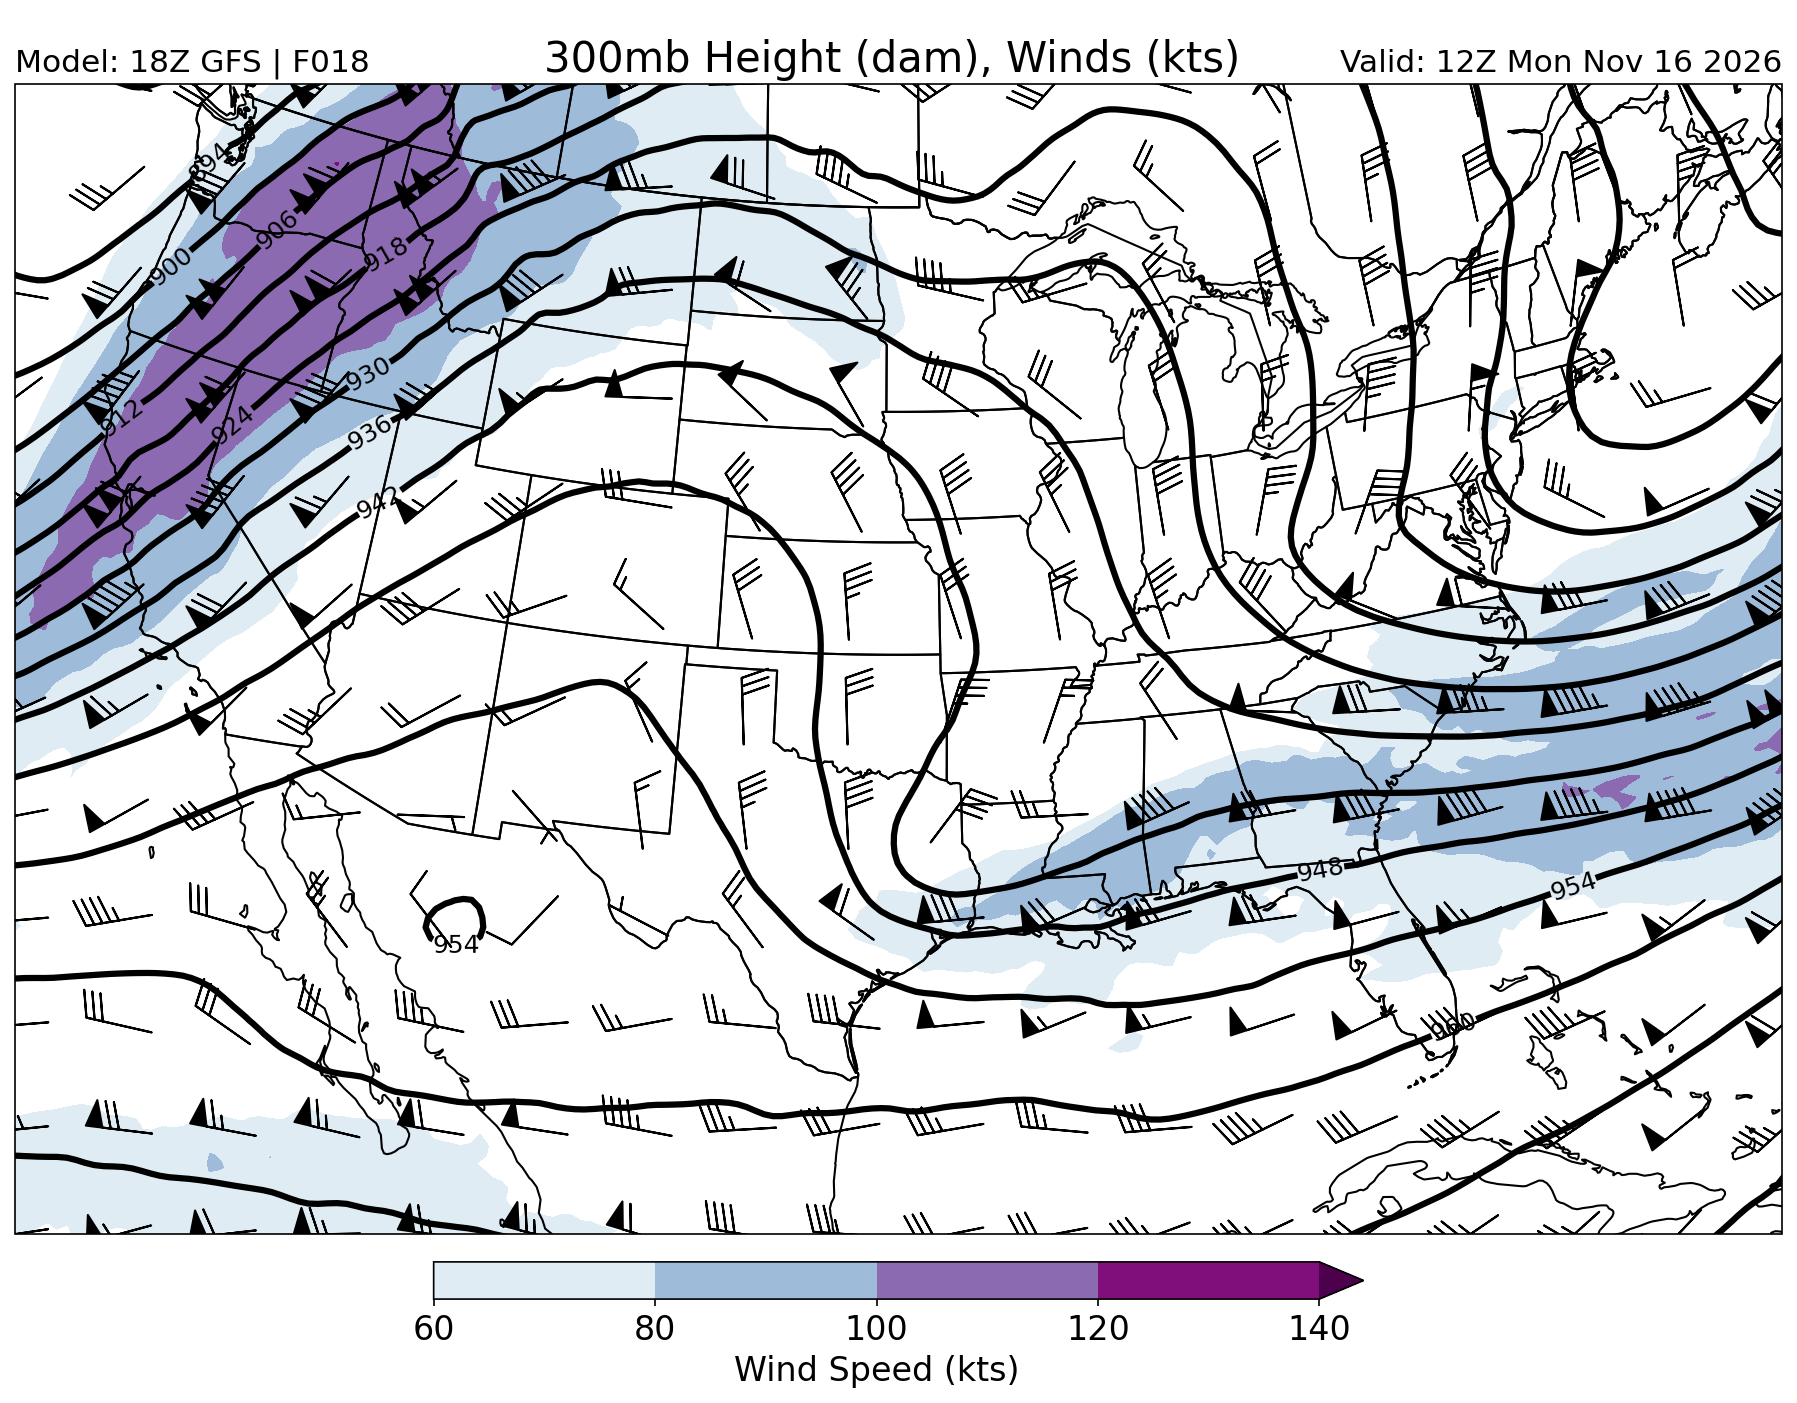 Model: 18Z GFS | F018
300mb Height (dam), Winds (kts)
Valid: 12Z Mon Nov 16 2026
894
906
900
918
930
912
924
936
942
948
954
954
960
60 80 100 120 140
Wind Speed (kts)